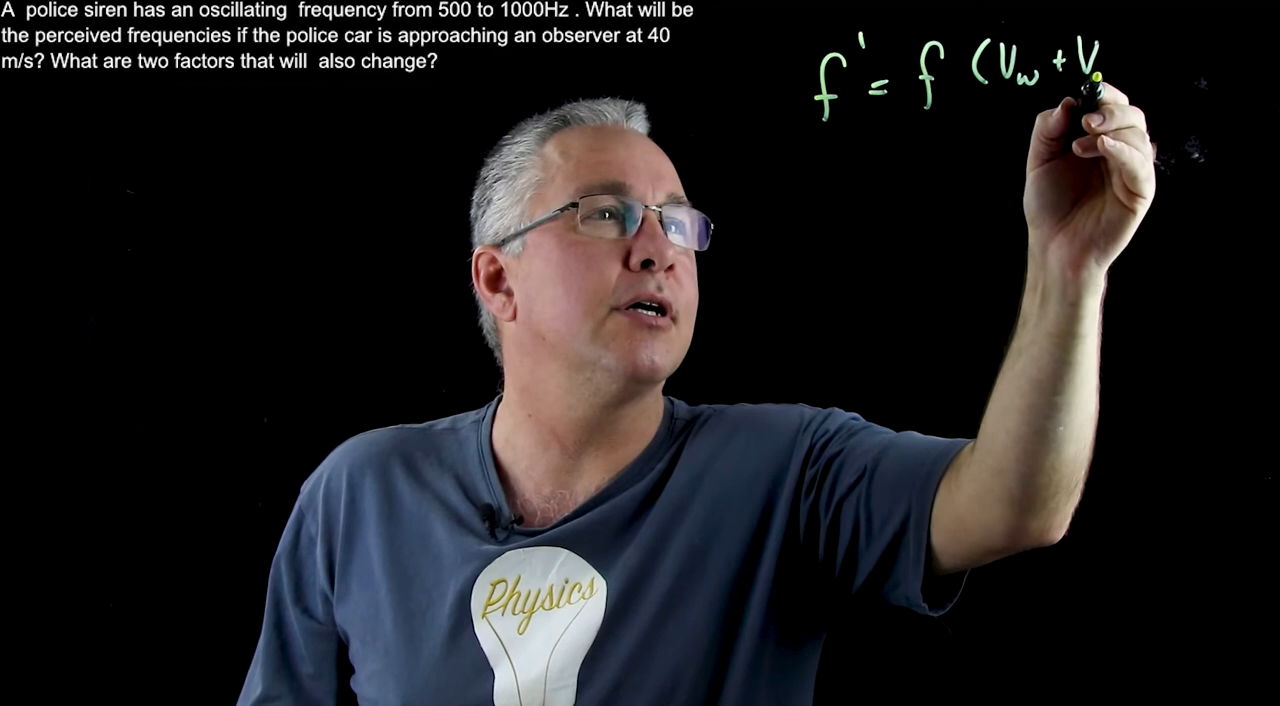 A police siren has an oscillating frequency from 500 to 1000Hz . What will be
the perceived frequencies if the police car is approaching an observer at 40
m/s? What are two factors that will also change?
f' = f (Vw + V
Physics